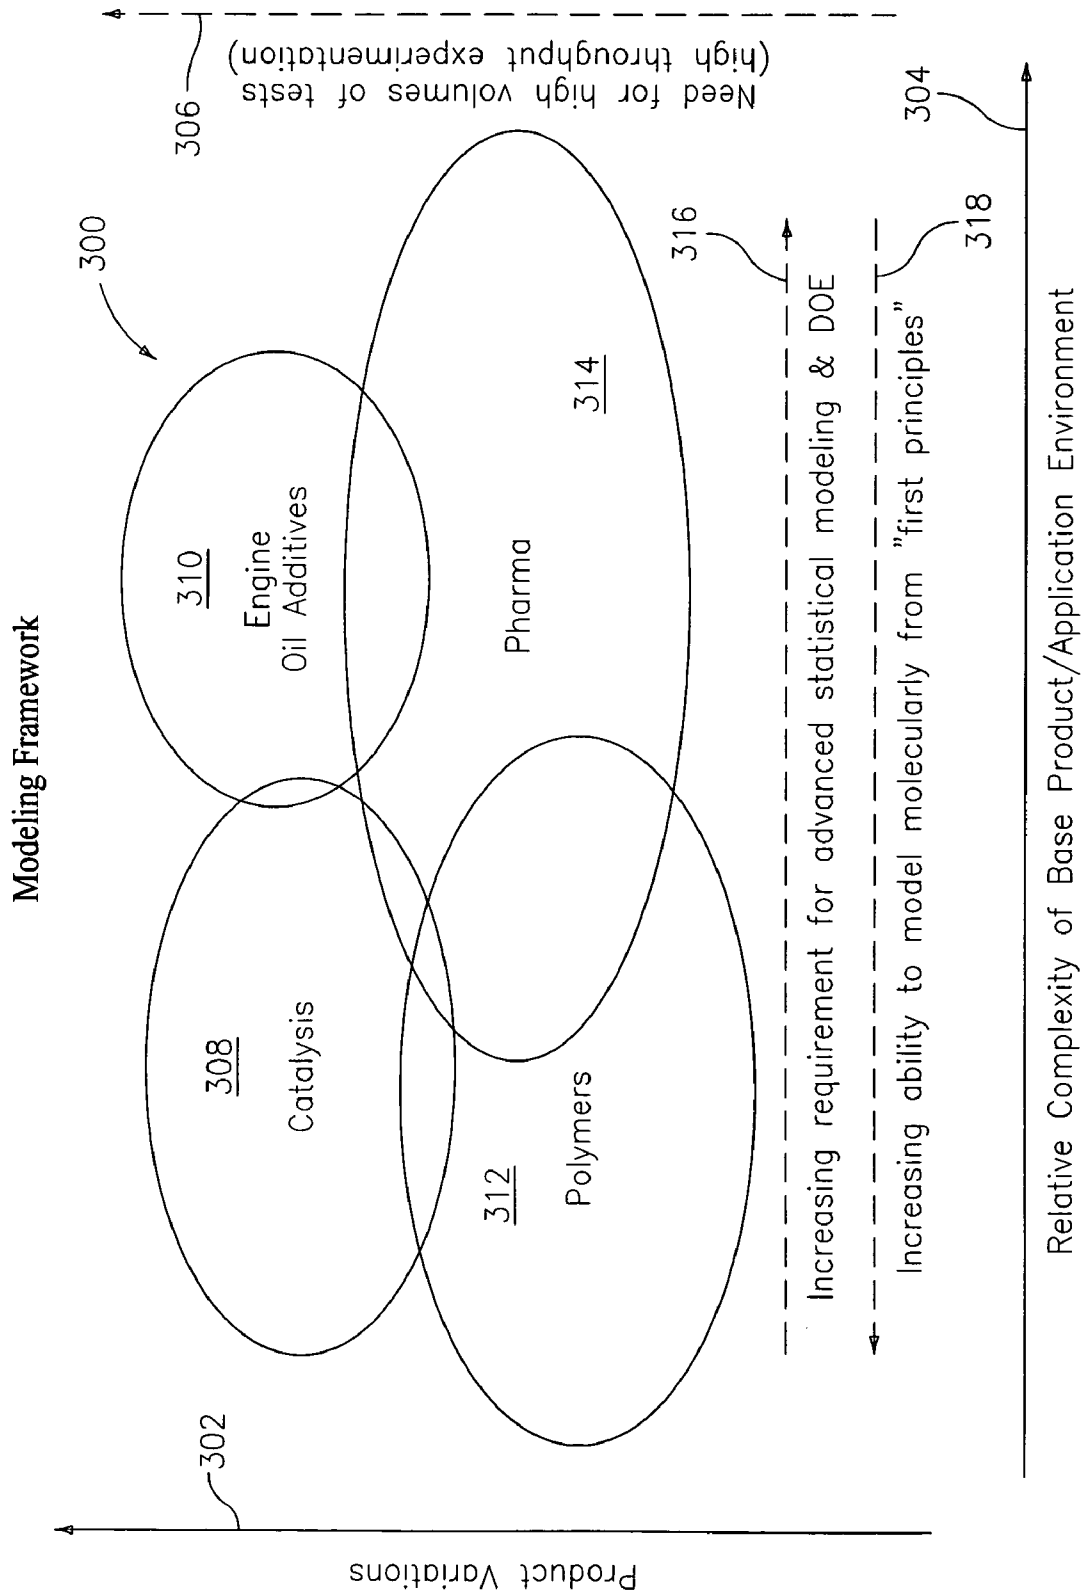 Modeling Framework
300
302
306
Product Variations
308
Catalysis
310
Engine
Oil Additives
312
Polymers
Pharma
314
Need for high volumes of tests
(high throughput experimentation)
316
Increasing requirement for advanced statistical modeling & DOE
Increasing ability to model molecularly from "first principles"
318
304
Relative Complexity of Base Product/Application Environment